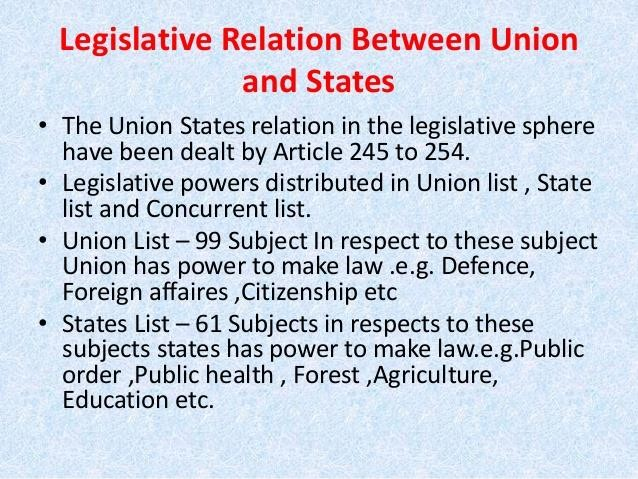 Legislative Relation Between Union
and States
• The Union States relation in the legislative sphere
have been dealt by Article 245 to 254.
• Legislative powers distributed in Union list , State
list and Concurrent list.
• Union List – 99 Subject In respect to these subject
Union has power to make law .e.g. Defence,
Foreign affaires ,Citizenship etc
• States List – 61 Subjects in respects to these
subjects states has power to make law.e.g.Public
order ,Public health , Forest ,Agriculture,
Education etc.